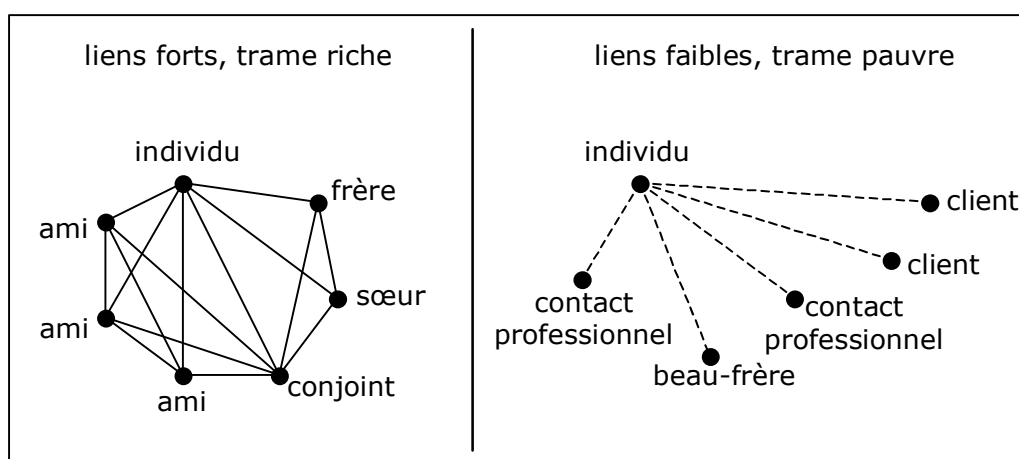 liens forts, trame riche
individu
frère
ami
sœur
ami
conjoint
ami
liens faibles, trame pauvre
individu
client
client
contact
professionnel
contact
professionnel
beau-frère